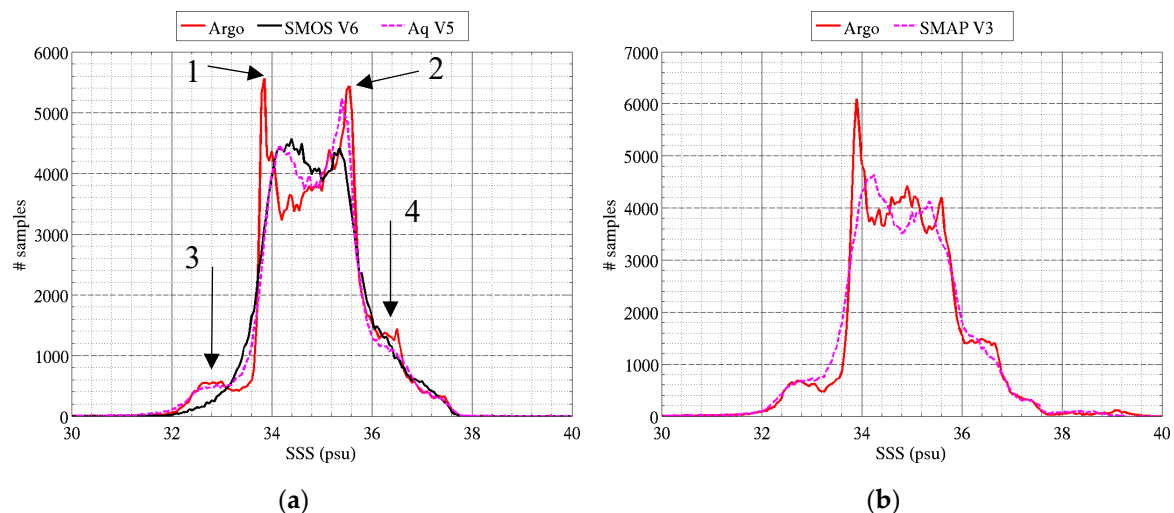 Argo SMOS V6 Aq V5
6000
5000
4000
3000
2000
1000
0
# samples
1
2
3
4
30 32 34 36 38 40
SSS (psu)
(a)
Argo SMAP V3
7000
6000
5000
4000
3000
2000
1000
0
# samples
30 32 34 36 38 40
SSS (psu)
(b)